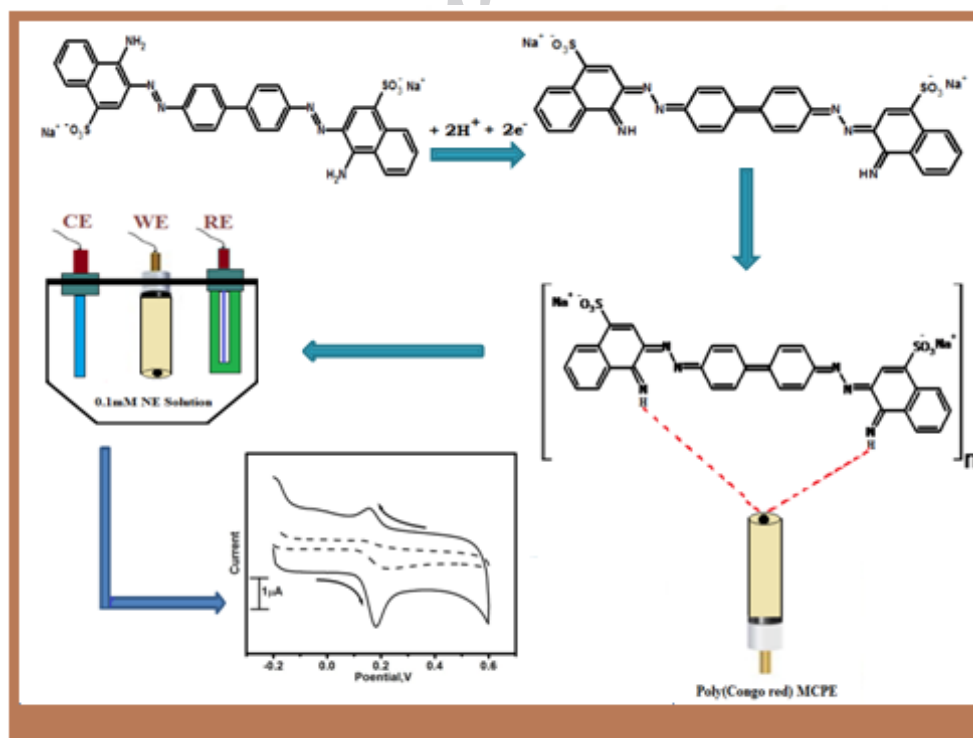 NH₂
SO₃⁻ Na⁺
Na⁺ ⁻O₃S
N
N
N
N
H₂N
+ 2H⁺ + 2e⁻
Na⁺ ⁻O₃S
NH
N
N
N
N
SO₃⁻ Na⁺
HN
CE WE RE
0.1mM NE Solution
Na⁺ ⁻O₃S
N
H
N
N
N
N
SO₃⁻ Na⁺
N
H
n
Current
1μA
-0.2 0.0 0.2 0.4 0.6
Poential,V
Poly(Congo red) MCPE